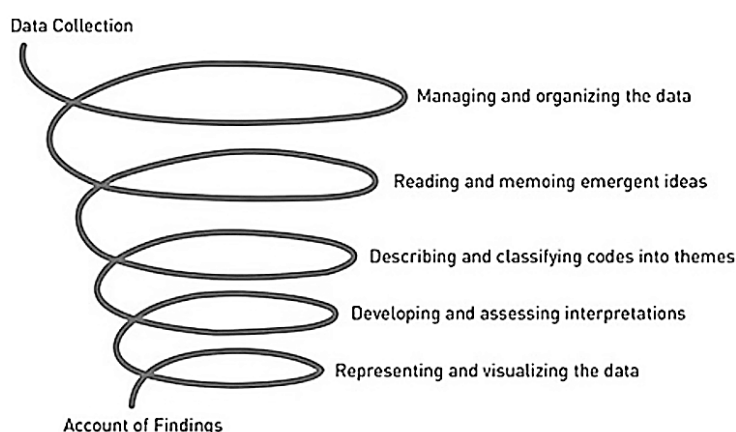 Data Collection
Managing and organizing the data
Reading and memoing emergent ideas
Describing and classifying codes into themes
Developing and assessing interpretations
Representing and visualizing the data
Account of Findings